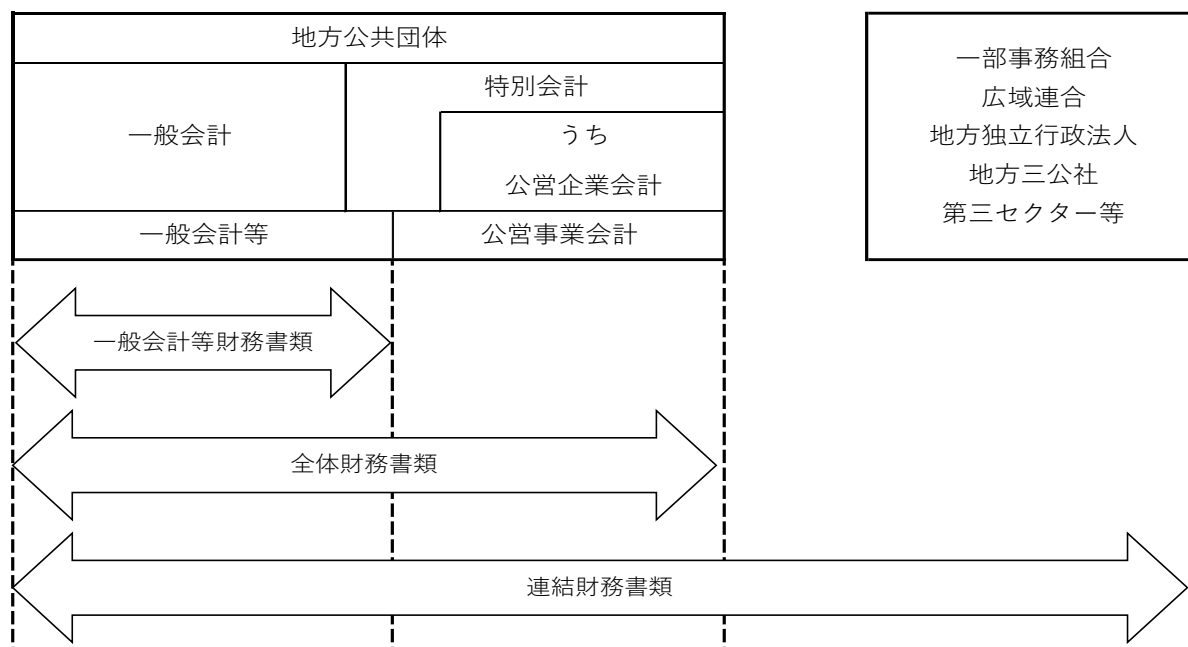 地方公共団体
一般会計
特別会計
うち
公営企業会計
一般会計等
公営事業会計
一部事務組合
広域連合
地方独立行政法人
地方三公社
第三セクター等
一般会計等財務書類
全体財務書類
連結財務書類